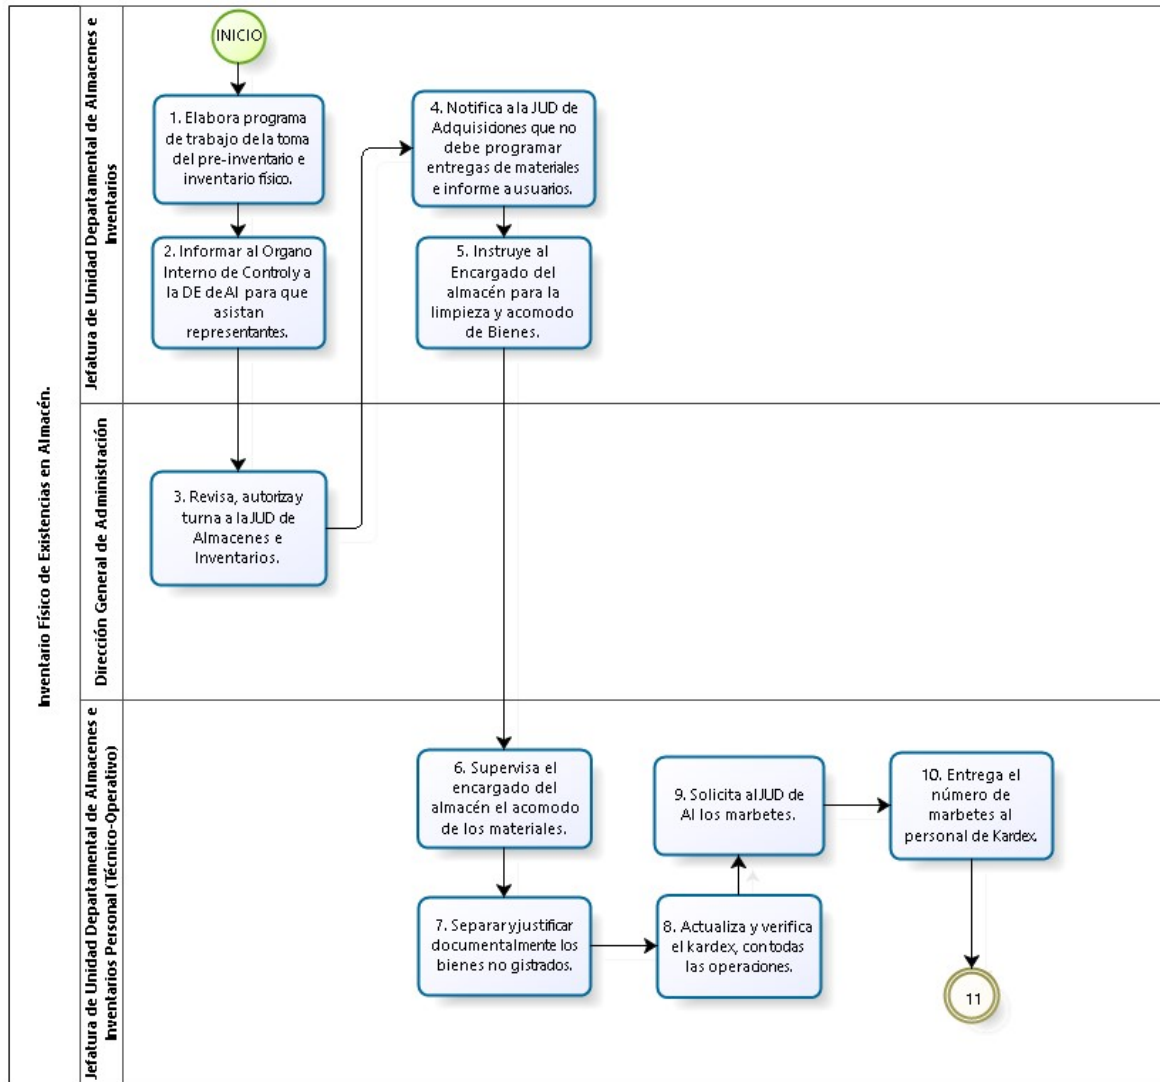 Inventario Físico de Existencias en Almacén.
Jefatura de Unidad Departamental de Almacenes e
Inventarios
INICIO
1. Elabora programa
de trabajo de la toma
del pre-inventario e
inventario físico.
2. Informar al Organo
Interno de Control y a
la DE de AI para que
asistan
representantes.
4. Notifica a la JUD de
Adquisiciones que no
debe programar
entregas de materiales
e informe a usuarios.
5. Instruye al
Encargado del
almacén para la
limpieza y acomodo
de Bienes.
Dirección General de Administración
3. Revisa, autoriza y
turna a la JUD de
Almacenes e
Inventarios.
Jefatura de Unidad Departamental de Almacenes e
Inventarios Personal (Técnico-Operativo)
6. Supervisa el
encargado del
almacén el acomodo
de los materiales.
7. Separar y justificar
documentalmente los
bienes no gistrados.
8. Actualiza y verifica
el kardex, con todas
las operaciones.
9. Solicita al JUD de
AI los marbetes.
10. Entrega el
número de
marbetes al
personal de Kardex.
11